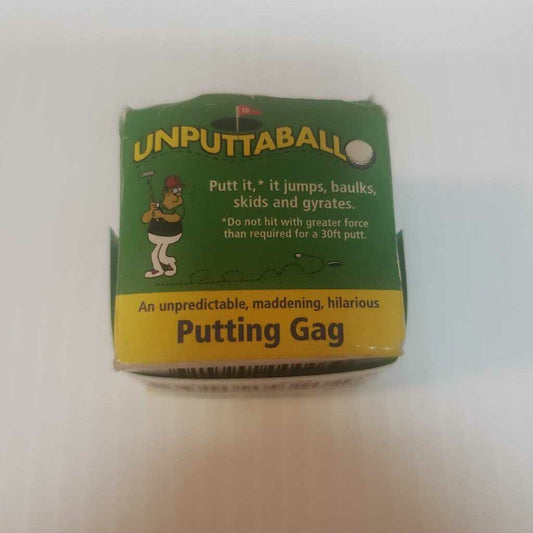 18
UNPUTTABALL
Putt it,* it jumps, baulks,
skids and gyrates.
*Do not hit with greater force
than required for a 30ft putt.
An unpredictable, maddening, hilarious
Putting Gag